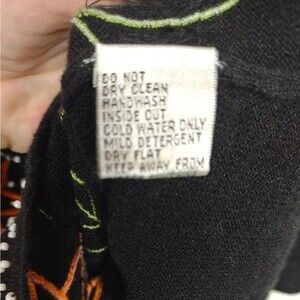 DO NOT
DRY CLEAN
HANDWASH
INSIDE OUT
COLD WATER ONLY
MILD DETERGENT
DRY FLAT
KEEP AWAY FROM